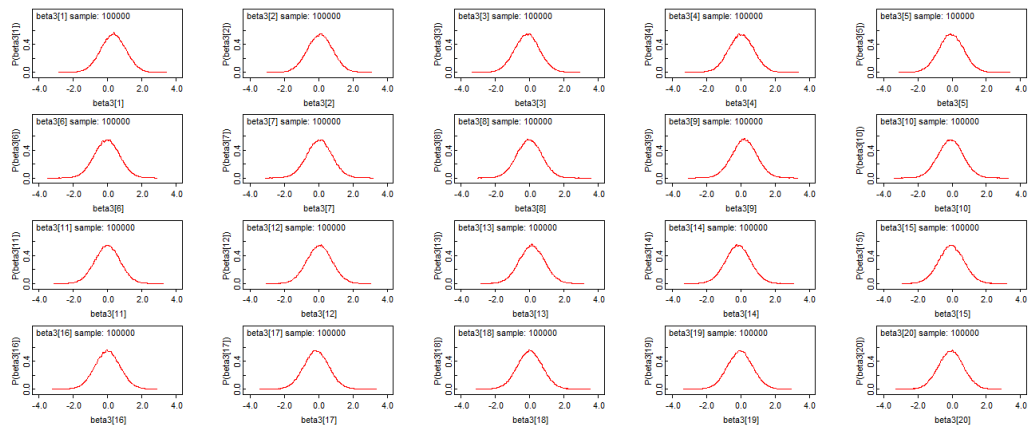 beta3[1] sample: 100000
P(beta3[1])
0.0 0.4
-4.0 -2.0 0.0 2.0 4.0
beta3[1]
beta3[2] sample: 100000
P(beta3[2])
0.0 0.4
-4.0 -2.0 0.0 2.0 4.0
beta3[2]
beta3[3] sample: 100000
P(beta3[3])
0.0 0.4
-4.0 -2.0 0.0 2.0 4.0
beta3[3]
beta3[4] sample: 100000
P(beta3[4])
0.0 0.4
-4.0 -2.0 0.0 2.0 4.0
beta3[4]
beta3[5] sample: 100000
P(beta3[5])
0.0 0.4
-4.0 -2.0 0.0 2.0 4.0
beta3[5]
beta3[6] sample: 100000
P(beta3[6])
0.0 0.4
-4.0 -2.0 0.0 2.0 4.0
beta3[6]
beta3[7] sample: 100000
P(beta3[7])
0.0 0.4
-4.0 -2.0 0.0 2.0 4.0
beta3[7]
beta3[8] sample: 100000
P(beta3[8])
0.0 0.4
-4.0 -2.0 0.0 2.0 4.0
beta3[8]
beta3[9] sample: 100000
P(beta3[9])
0.0 0.4
-4.0 -2.0 0.0 2.0 4.0
beta3[9]
beta3[10] sample: 100000
P(beta3[10])
0.0 0.4
-4.0 -2.0 0.0 2.0 4.0
beta3[10]
beta3[11] sample: 100000
P(beta3[11])
0.0 0.4
-4.0 -2.0 0.0 2.0 4.0
beta3[11]
beta3[12] sample: 100000
P(beta3[12])
0.0 0.4
-4.0 -2.0 0.0 2.0 4.0
beta3[12]
beta3[13] sample: 100000
P(beta3[13])
0.0 0.4
-4.0 -2.0 0.0 2.0 4.0
beta3[13]
beta3[14] sample: 100000
P(beta3[14])
0.0 0.4
-4.0 -2.0 0.0 2.0 4.0
beta3[14]
beta3[15] sample: 100000
P(beta3[15])
0.0 0.4
-4.0 -2.0 0.0 2.0 4.0
beta3[15]
beta3[16] sample: 100000
P(beta3[16])
0.0 0.4
-4.0 -2.0 0.0 2.0 4.0
beta3[16]
beta3[17] sample: 100000
P(beta3[17])
0.0 0.4
-4.0 -2.0 0.0 2.0 4.0
beta3[17]
beta3[18] sample: 100000
P(beta3[18])
0.0 0.4
-4.0 -2.0 0.0 2.0 4.0
beta3[18]
beta3[19] sample: 100000
P(beta3[19])
0.0 0.4
-4.0 -2.0 0.0 2.0 4.0
beta3[19]
beta3[20] sample: 100000
P(beta3[20])
0.0 0.4
-4.0 -2.0 0.0 2.0 4.0
beta3[20]